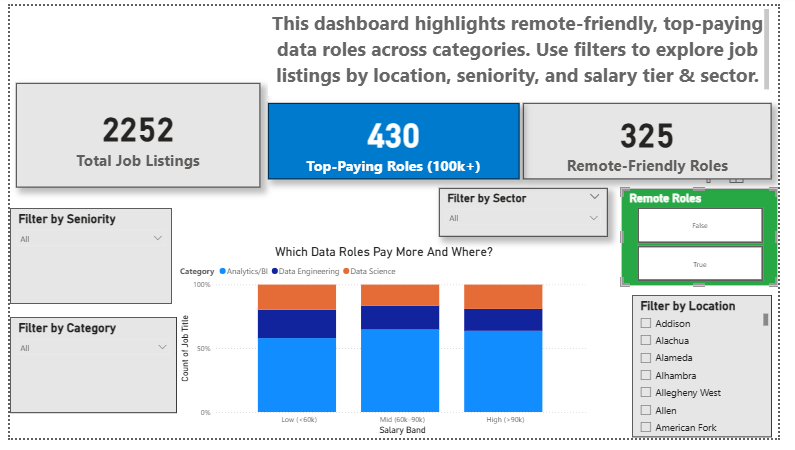 This dashboard highlights remote-friendly, top-paying
data roles across categories. Use filters to explore job
listings by location, seniority, and salary tier & sector.
2252
Total Job Listings
430
Top-Paying Roles (100k+)
325
Remote-Friendly Roles
Filter by Sector
All
Remote Roles
False
True
Filter by Seniority
All
Filter by Category
All
Which Data Roles Pay More And Where?
Category Analytics/BI Data Engineering Data Science
Count of Job Title
100%
50%
0%
Low (<60k) Mid (60k-90k) High (>90k)
Salary Band
Filter by Location
Addison
Alachua
Alameda
Alhambra
Allegheny West
Allen
American Fork